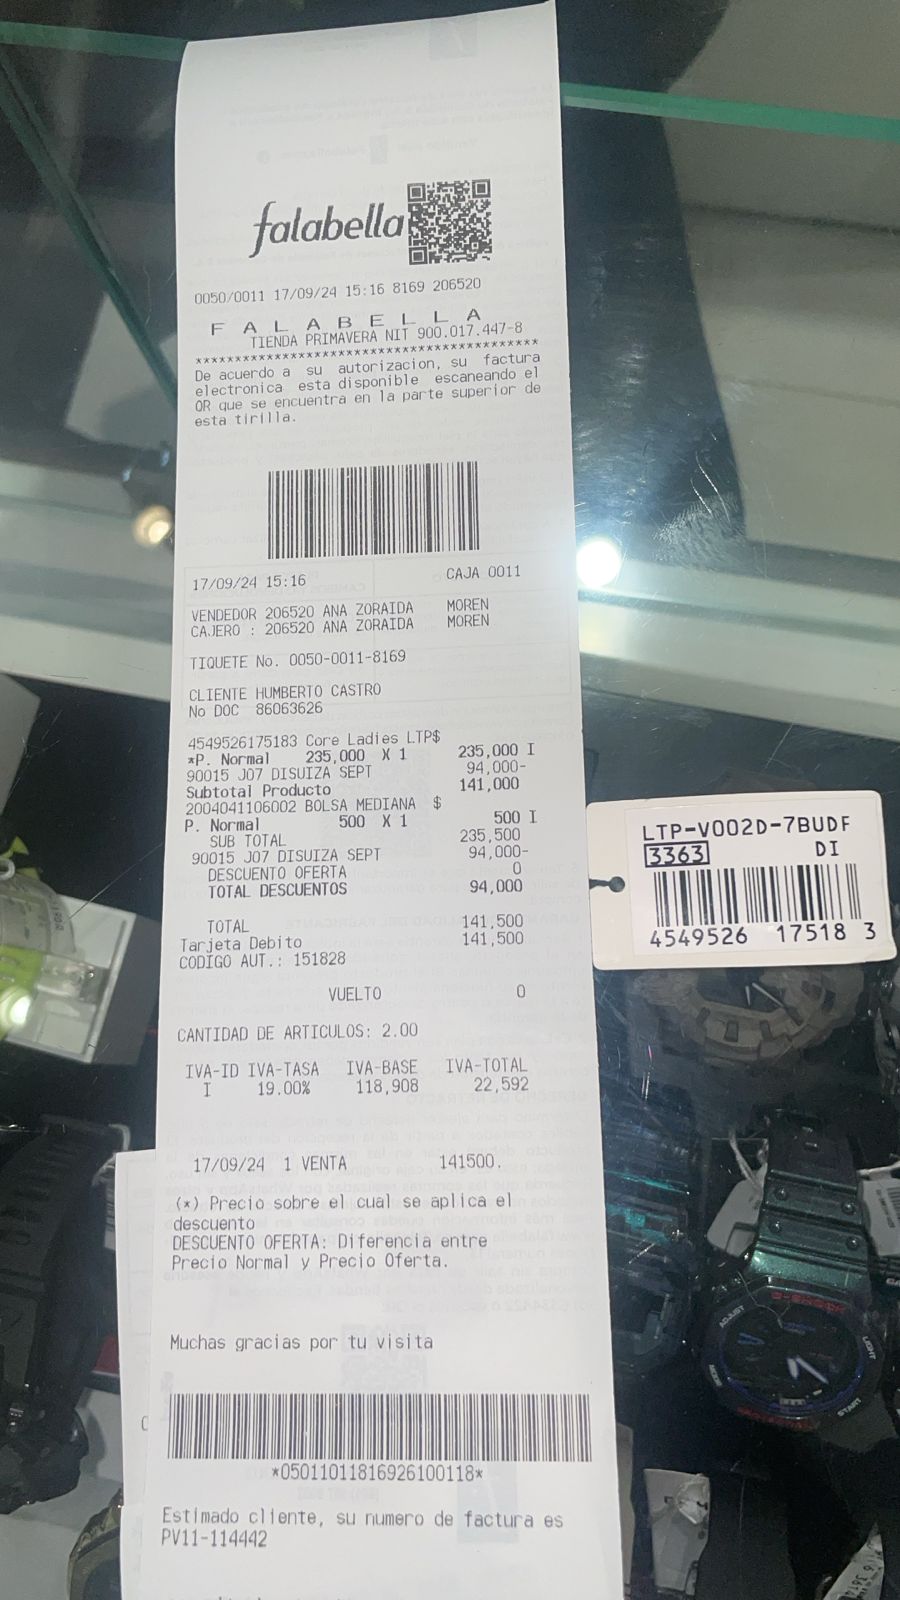 falabella
0050/0011 17/09/24 15:16 8169 206520
F A L A B E L L A
TIENDA PRIMAVERA NIT 900.017.447-8
*******************************************
De acuerdo a su autorizacion, su factura
electronica esta disponible escaneando el
QR que se encuentra en la parte superior de
esta tirilla.
17/09/24 15:16 CAJA 0011
VENDEDOR 206520 ANA ZORAIDA MOREN
CAJERO : 206520 ANA ZORAIDA MOREN
TIQUETE No. 0050-0011-8169
CLIENTE HUMBERTO CASTRO
No DOC 86063626
4549526175183 Core Ladies LTP$
*P. Normal 235,000 X 1 235,000 I
90015 J07 DISUIZA SEPT 94,000-
Subtotal Producto 141,000
2004041106002 BOLSA MEDIANA $
P. Normal 500 X 1 500 I
SUB TOTAL 235,500
90015 J07 DISUIZA SEPT 94,000-
DESCUENTO OFERTA 0
TOTAL DESCUENTOS 94,000
TOTAL 141,500
Tarjeta Debito 141,500
CODIGO AUT.: 151828
VUELTO 0
CANTIDAD DE ARTICULOS: 2.00
IVA-ID IVA-TASA IVA-BASE IVA-TOTAL
I 19.00% 118,908 22,592
17/09/24 1 VENTA 141500.
(*) Precio sobre el cual se aplica el
descuento
DESCUENTO OFERTA: Diferencia entre
Precio Normal y Precio Oferta.
Muchas gracias por tu visita
*05011011816926100118*
Estimado cliente, su numero de factura es
PV11-114442
LTP-V002D-7BUDF
3363 DI
4549526 17518 3
ADJUST
G-SHOCK
LIGHT
MODE
START